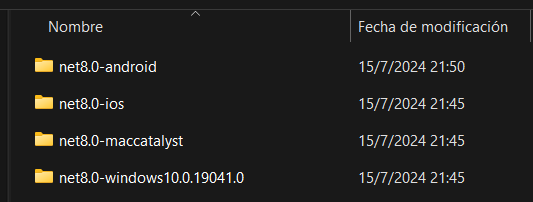 Nombre Fecha de modificación
net8.0-android 15/7/2024 21:50
net8.0-ios 15/7/2024 21:45
net8.0-maccatalyst 15/7/2024 21:45
net8.0-windows10.0.19041.0 15/7/2024 21:45